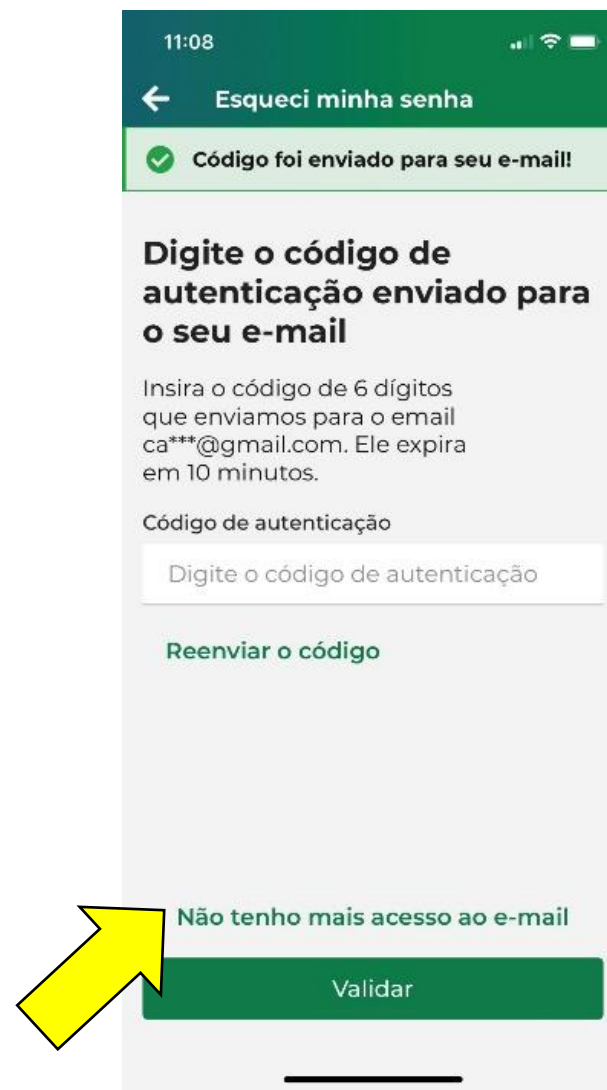 11:08
Esqueci minha senha
Código foi enviado para seu e-mail!
Digite o código de
autenticação enviado para
o seu e-mail
Insira o código de 6 dígitos
que enviamos para o email
ca***@gmail.com. Ele expira
em 10 minutos.
Código de autenticação
Digite o código de autenticação
Reenviar o código
Não tenho mais acesso ao e-mail
Validar